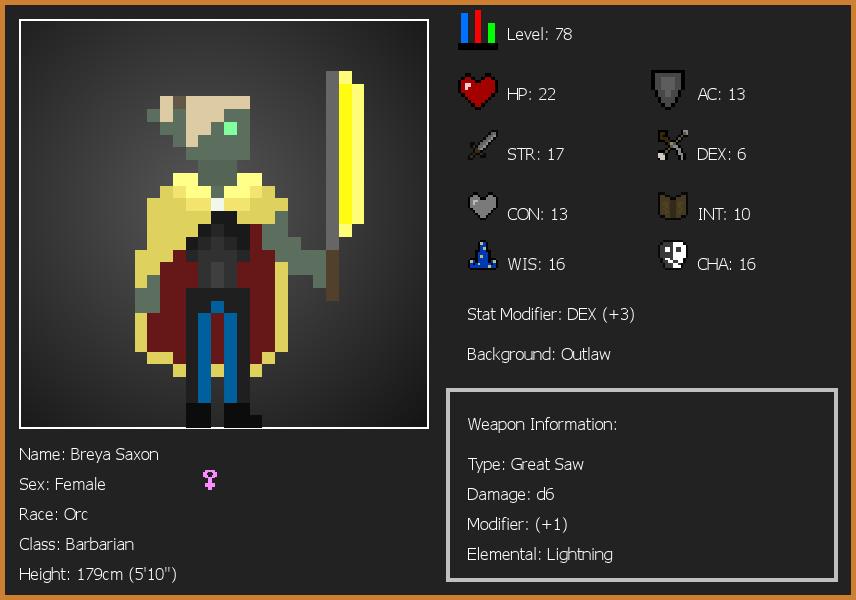 Level: 78
HP: 22
AC: 13
STR: 17
DEX: 6
CON: 13
INT: 10
WIS: 16
CHA: 16
Stat Modifier: DEX (+3)
Background: Outlaw
Weapon Information:
Type: Great Saw
Damage: d6
Modifier: (+1)
Elemental: Lightning
Name: Breya Saxon
Sex: Female
Race: Orc
Class: Barbarian
Height: 179cm (5'10")